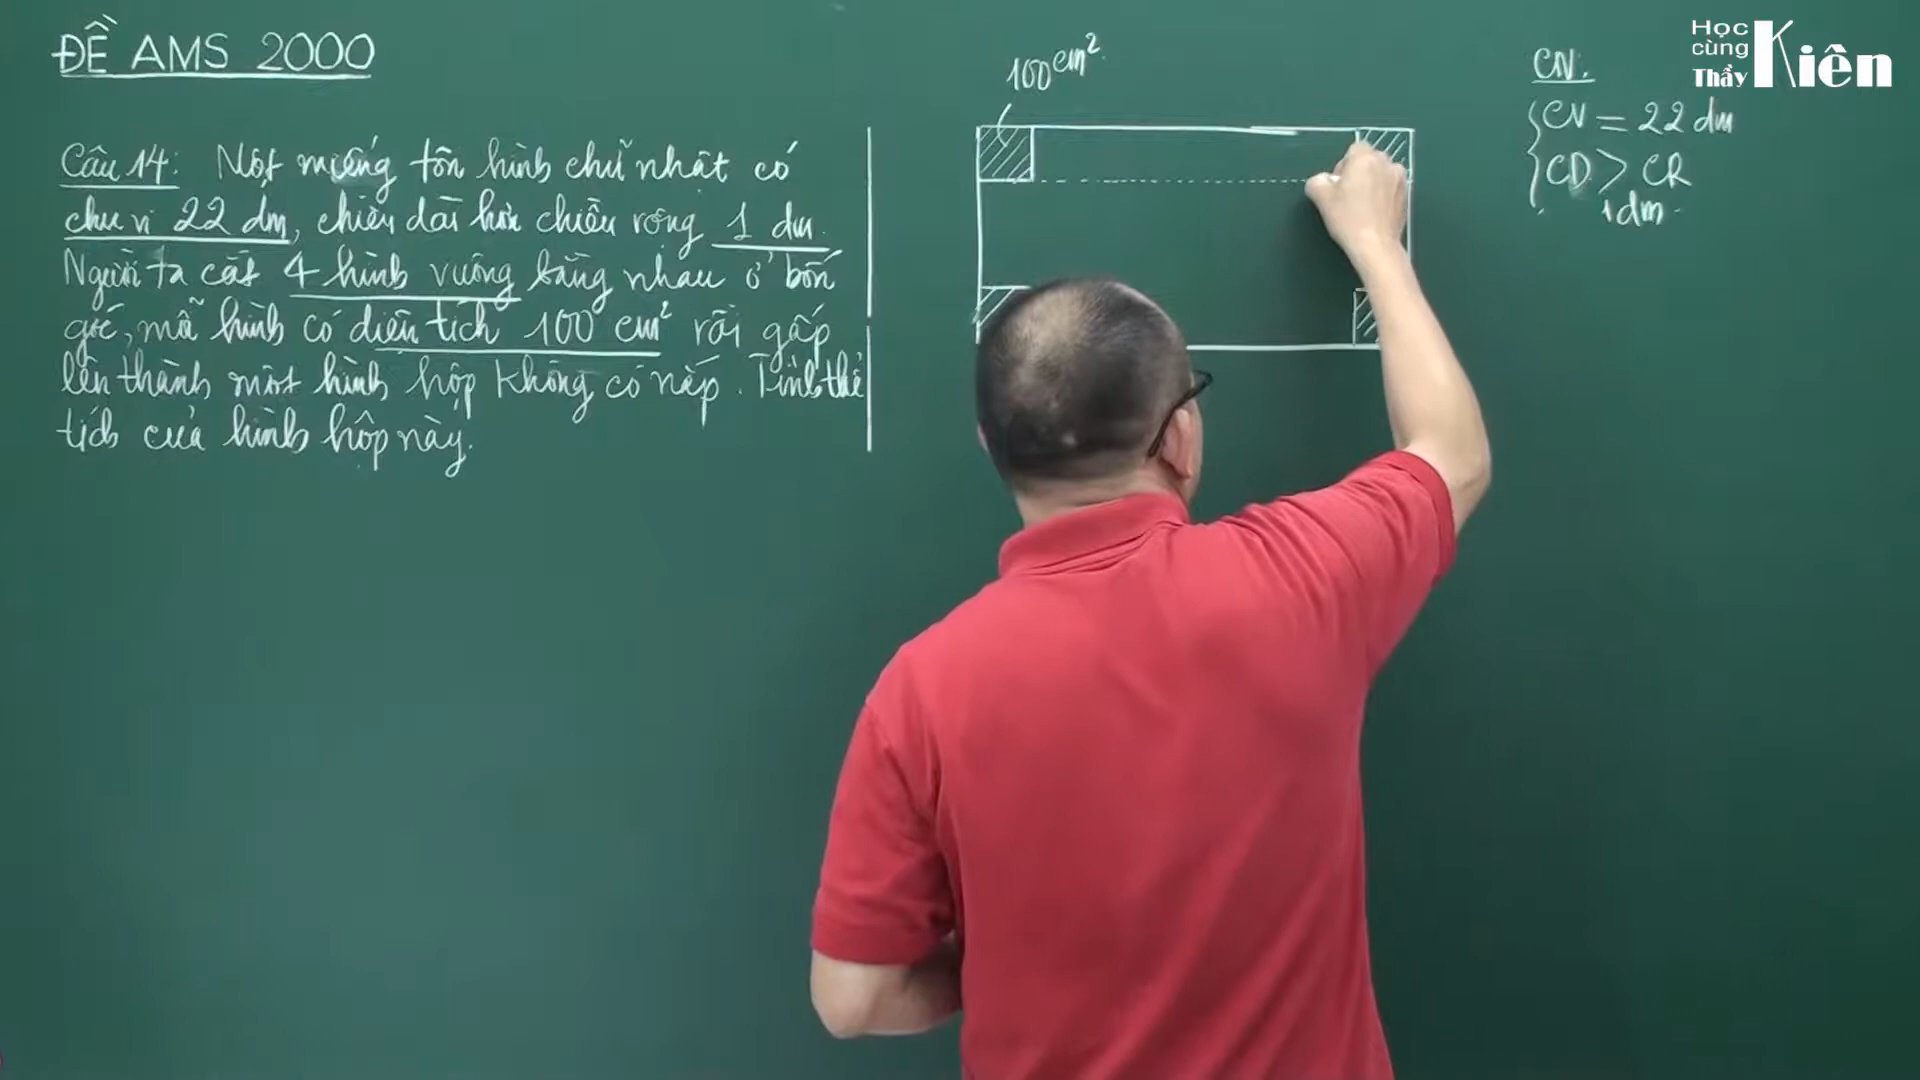 ĐỀ AMS 2000
Câu 14: Một miếng tôn hình chữ nhật có
chu vi 22 dm, chiều dài hơn chiều rộng 1 dm.
Người ta cắt 4 hình vuông bằng nhau ở bốn
góc, mỗi hình có diện tích 100 cm² rồi gấp
lên thành một hình hộp không có nắp. Tính thể
tích của hình hộp này.
100 cm².
CN:
CV = 22 dm
CD > CR
1dm.
Học
cùng
Thầy Kiên